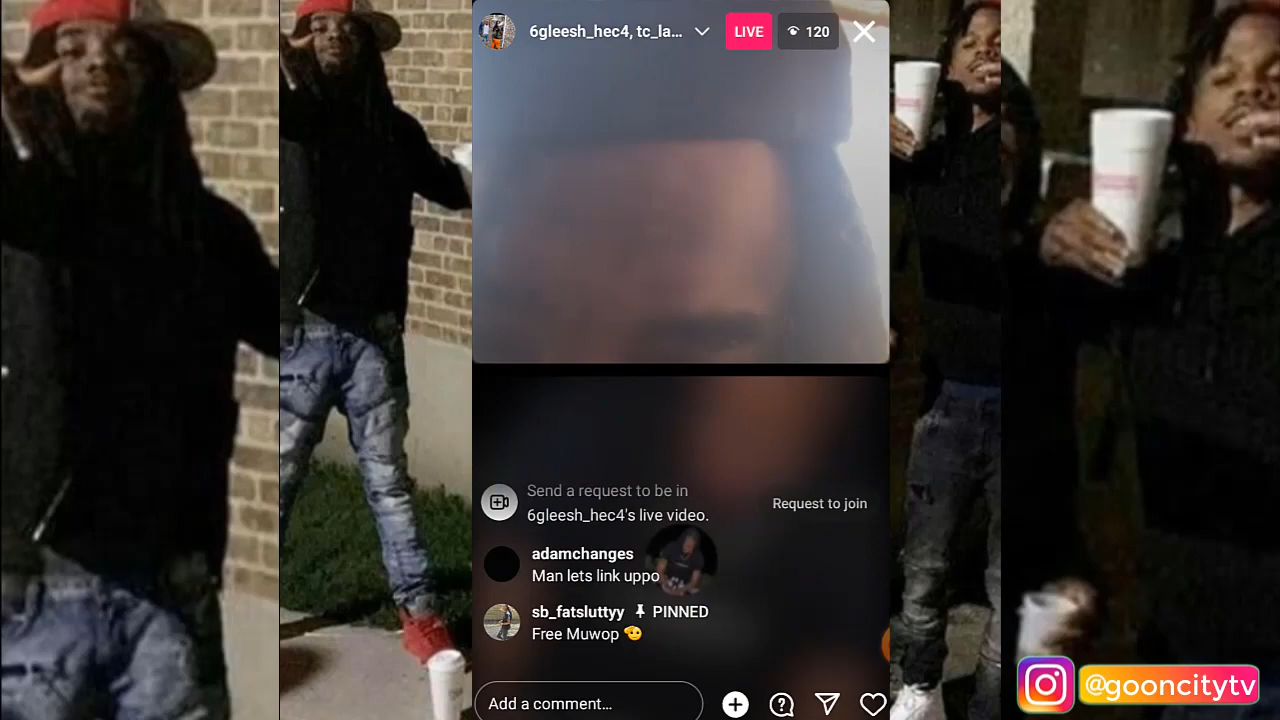 6gleesh_hec4, tc_la...
LIVE
120
Send a request to be in
6gleesh_hec4's live video.
Request to join
adamchanges
Man lets link uppo
sb_fatsluttyy PINNED
Free Muwop 🫡
Add a comment...
@gooncitytv